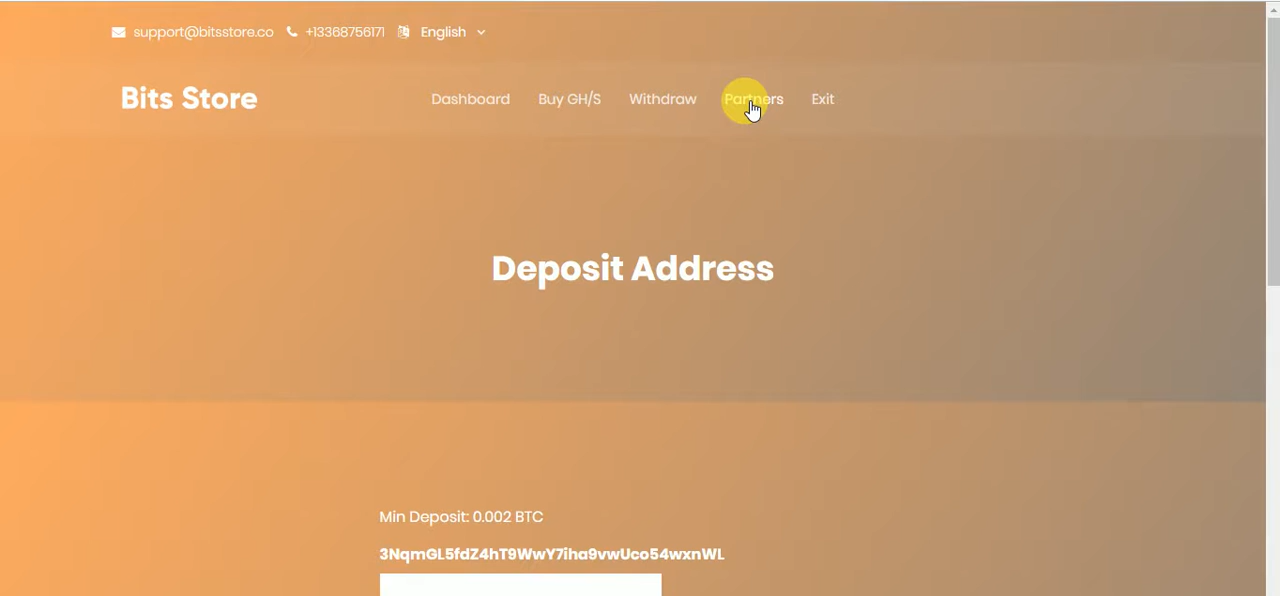 support@bitsstore.co +13368756171 English
Bits Store Dashboard Buy GH/S Withdraw Partners Exit
Deposit Address
Min Deposit: 0.002 BTC
3NqmGL5fdZ4hT9WwY7iha9vwUco54wxnWL